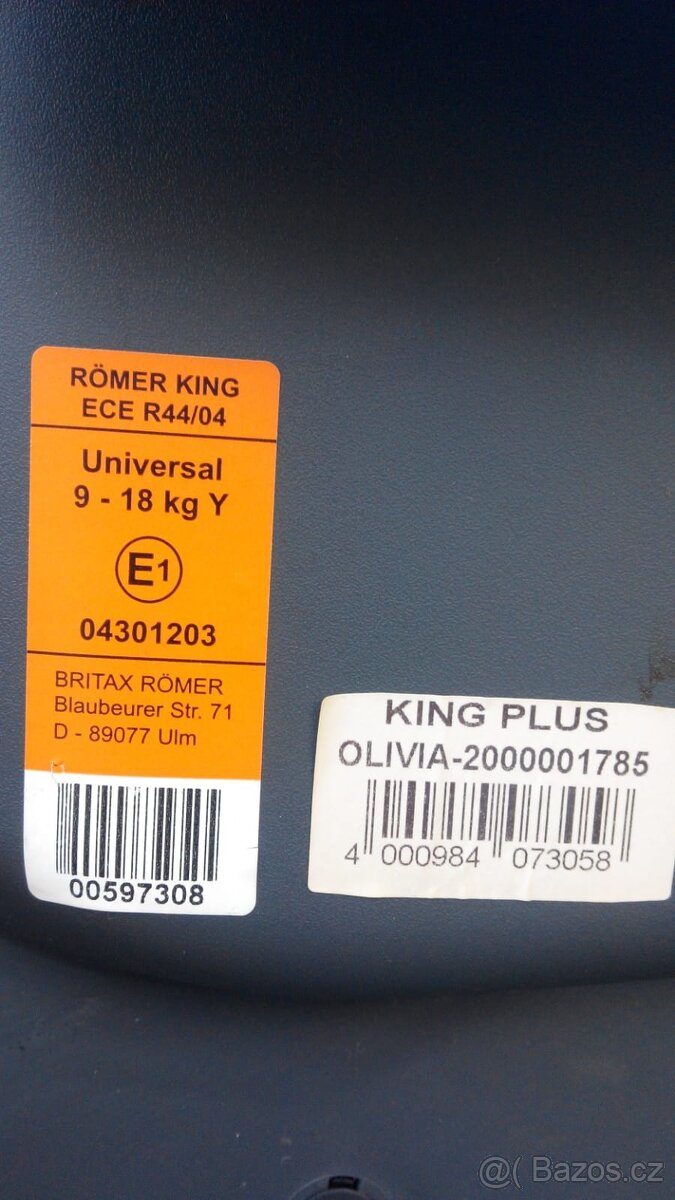 RÖMER KING
ECE R44/04
Universal
9 - 18 kg Y
E1
04301203
BRITAX RÖMER
Blaubeurer Str. 71
D - 89077 Ulm
00597308
KING PLUS
OLIVIA-2000001785
4 000984 073058
@( Bazos.cz